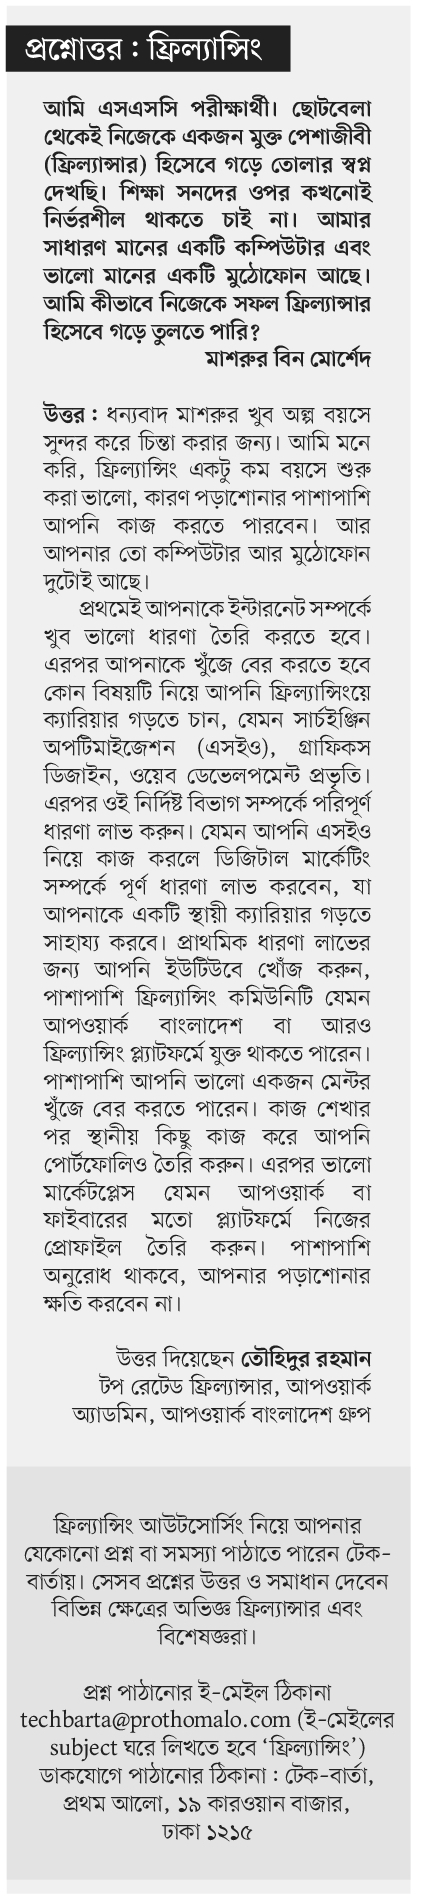 প্রশ্নোত্তর : ফ্রিল্যান্সিং
আমি এসএসসি পরীক্ষার্থী। ছোটবেলা
থেকেই নিজেকে একজন মুক্ত পেশাজীবী
(ফ্রিল্যান্সার) হিসেবে গড়ে তোলার স্বপ্ন
দেখছি। শিক্ষা সনদের ওপর কখনোই
নির্ভরশীল থাকতে চাই না। আমার
সাধারণ মানের একটি কম্পিউটার এবং
ভালো মানের একটি মুঠোফোন আছে।
আমি কীভাবে নিজেকে সফল ফ্রিল্যান্সার
হিসেবে গড়ে তুলতে পারি?
মাশরুর বিন মোর্শেদ
উত্তর : ধন্যবাদ মাশরুর খুব অল্প বয়সে
সুন্দর করে চিন্তা করার জন্য। আমি মনে
করি, ফ্রিল্যান্সিং একটু কম বয়সে শুরু
করা ভালো, কারণ পড়াশোনার পাশাপাশি
আপনি কাজ করতে পারবেন। আর
আপনার তো কম্পিউটার আর মুঠোফোন
দুটোই আছে।
প্রথমেই আপনাকে ইন্টারনেট সম্পর্কে
খুব ভালো ধারণা তৈরি করতে হবে।
এরপর আপনাকে খুঁজে বের করতে হবে
কোন বিষয়টি নিয়ে আপনি ফ্রিল্যান্সিংয়ে
ক্যারিয়ার গড়তে চান, যেমন সার্চইঞ্জিন
অপটিমাইজেশন (এসইও), গ্রাফিকস
ডিজাইন, ওয়েব ডেভেলপমেন্ট প্রভৃতি।
এরপর ওই নির্দিষ্ট বিভাগ সম্পর্কে পরিপূর্ণ
ধারণা লাভ করুন। যেমন আপনি এসইও
নিয়ে কাজ করলে ডিজিটাল মার্কেটিং
সম্পর্কে পূর্ণ ধারণা লাভ করবেন, যা
আপনাকে একটি স্থায়ী ক্যারিয়ার গড়তে
সাহায্য করবে। প্রাথমিক ধারণা লাভের
জন্য আপনি ইউটিউবে খোঁজ করুন,
পাশাপাশি ফ্রিল্যান্সিং কমিউনিটি যেমন
আপওয়ার্ক বাংলাদেশ বা আরও
ফ্রিল্যান্সিং প্ল্যাটফর্মে যুক্ত থাকতে পারেন।
পাশাপাশি আপনি ভালো একজন মেন্টর
খুঁজে বের করতে পারেন। কাজ শেখার
পর স্থানীয় কিছু কাজ করে আপনি
পোর্টফোলিও তৈরি করুন। এরপর ভালো
মার্কেটপ্লেস যেমন আপওয়ার্ক বা
ফাইবারের মতো প্ল্যাটফর্মে নিজের
প্রোফাইল তৈরি করুন। পাশাপাশি
অনুরোধ থাকবে, আপনার পড়াশোনার
ক্ষতি করবেন না।
উত্তর দিয়েছেন তৌহিদুর রহমান
টপ রেটেড ফ্রিল্যান্সার, আপওয়ার্ক
অ্যাডমিন, আপওয়ার্ক বাংলাদেশ গ্রুপ
ফ্রিল্যান্সিং আউটসোর্সিং নিয়ে আপনার
যেকোনো প্রশ্ন বা সমস্যা পাঠাতে পারেন টেক-
বার্তায়। সেসব প্রশ্নের উত্তর ও সমাধান দেবেন
বিভিন্ন ক্ষেত্রের অভিজ্ঞ ফ্রিল্যান্সার এবং
বিশেষজ্ঞরা।
প্রশ্ন পাঠানোর ই-মেইল ঠিকানা
techbarta@prothomalo.com (ই-মেইলের
subject ঘরে লিখতে হবে ‘ফ্রিল্যান্সিং’)
ডাকযোগে পাঠানোর ঠিকানা : টেক-বার্তা,
প্রথম আলো, ১৯ কারওয়ান বাজার,
ঢাকা ১২১৫